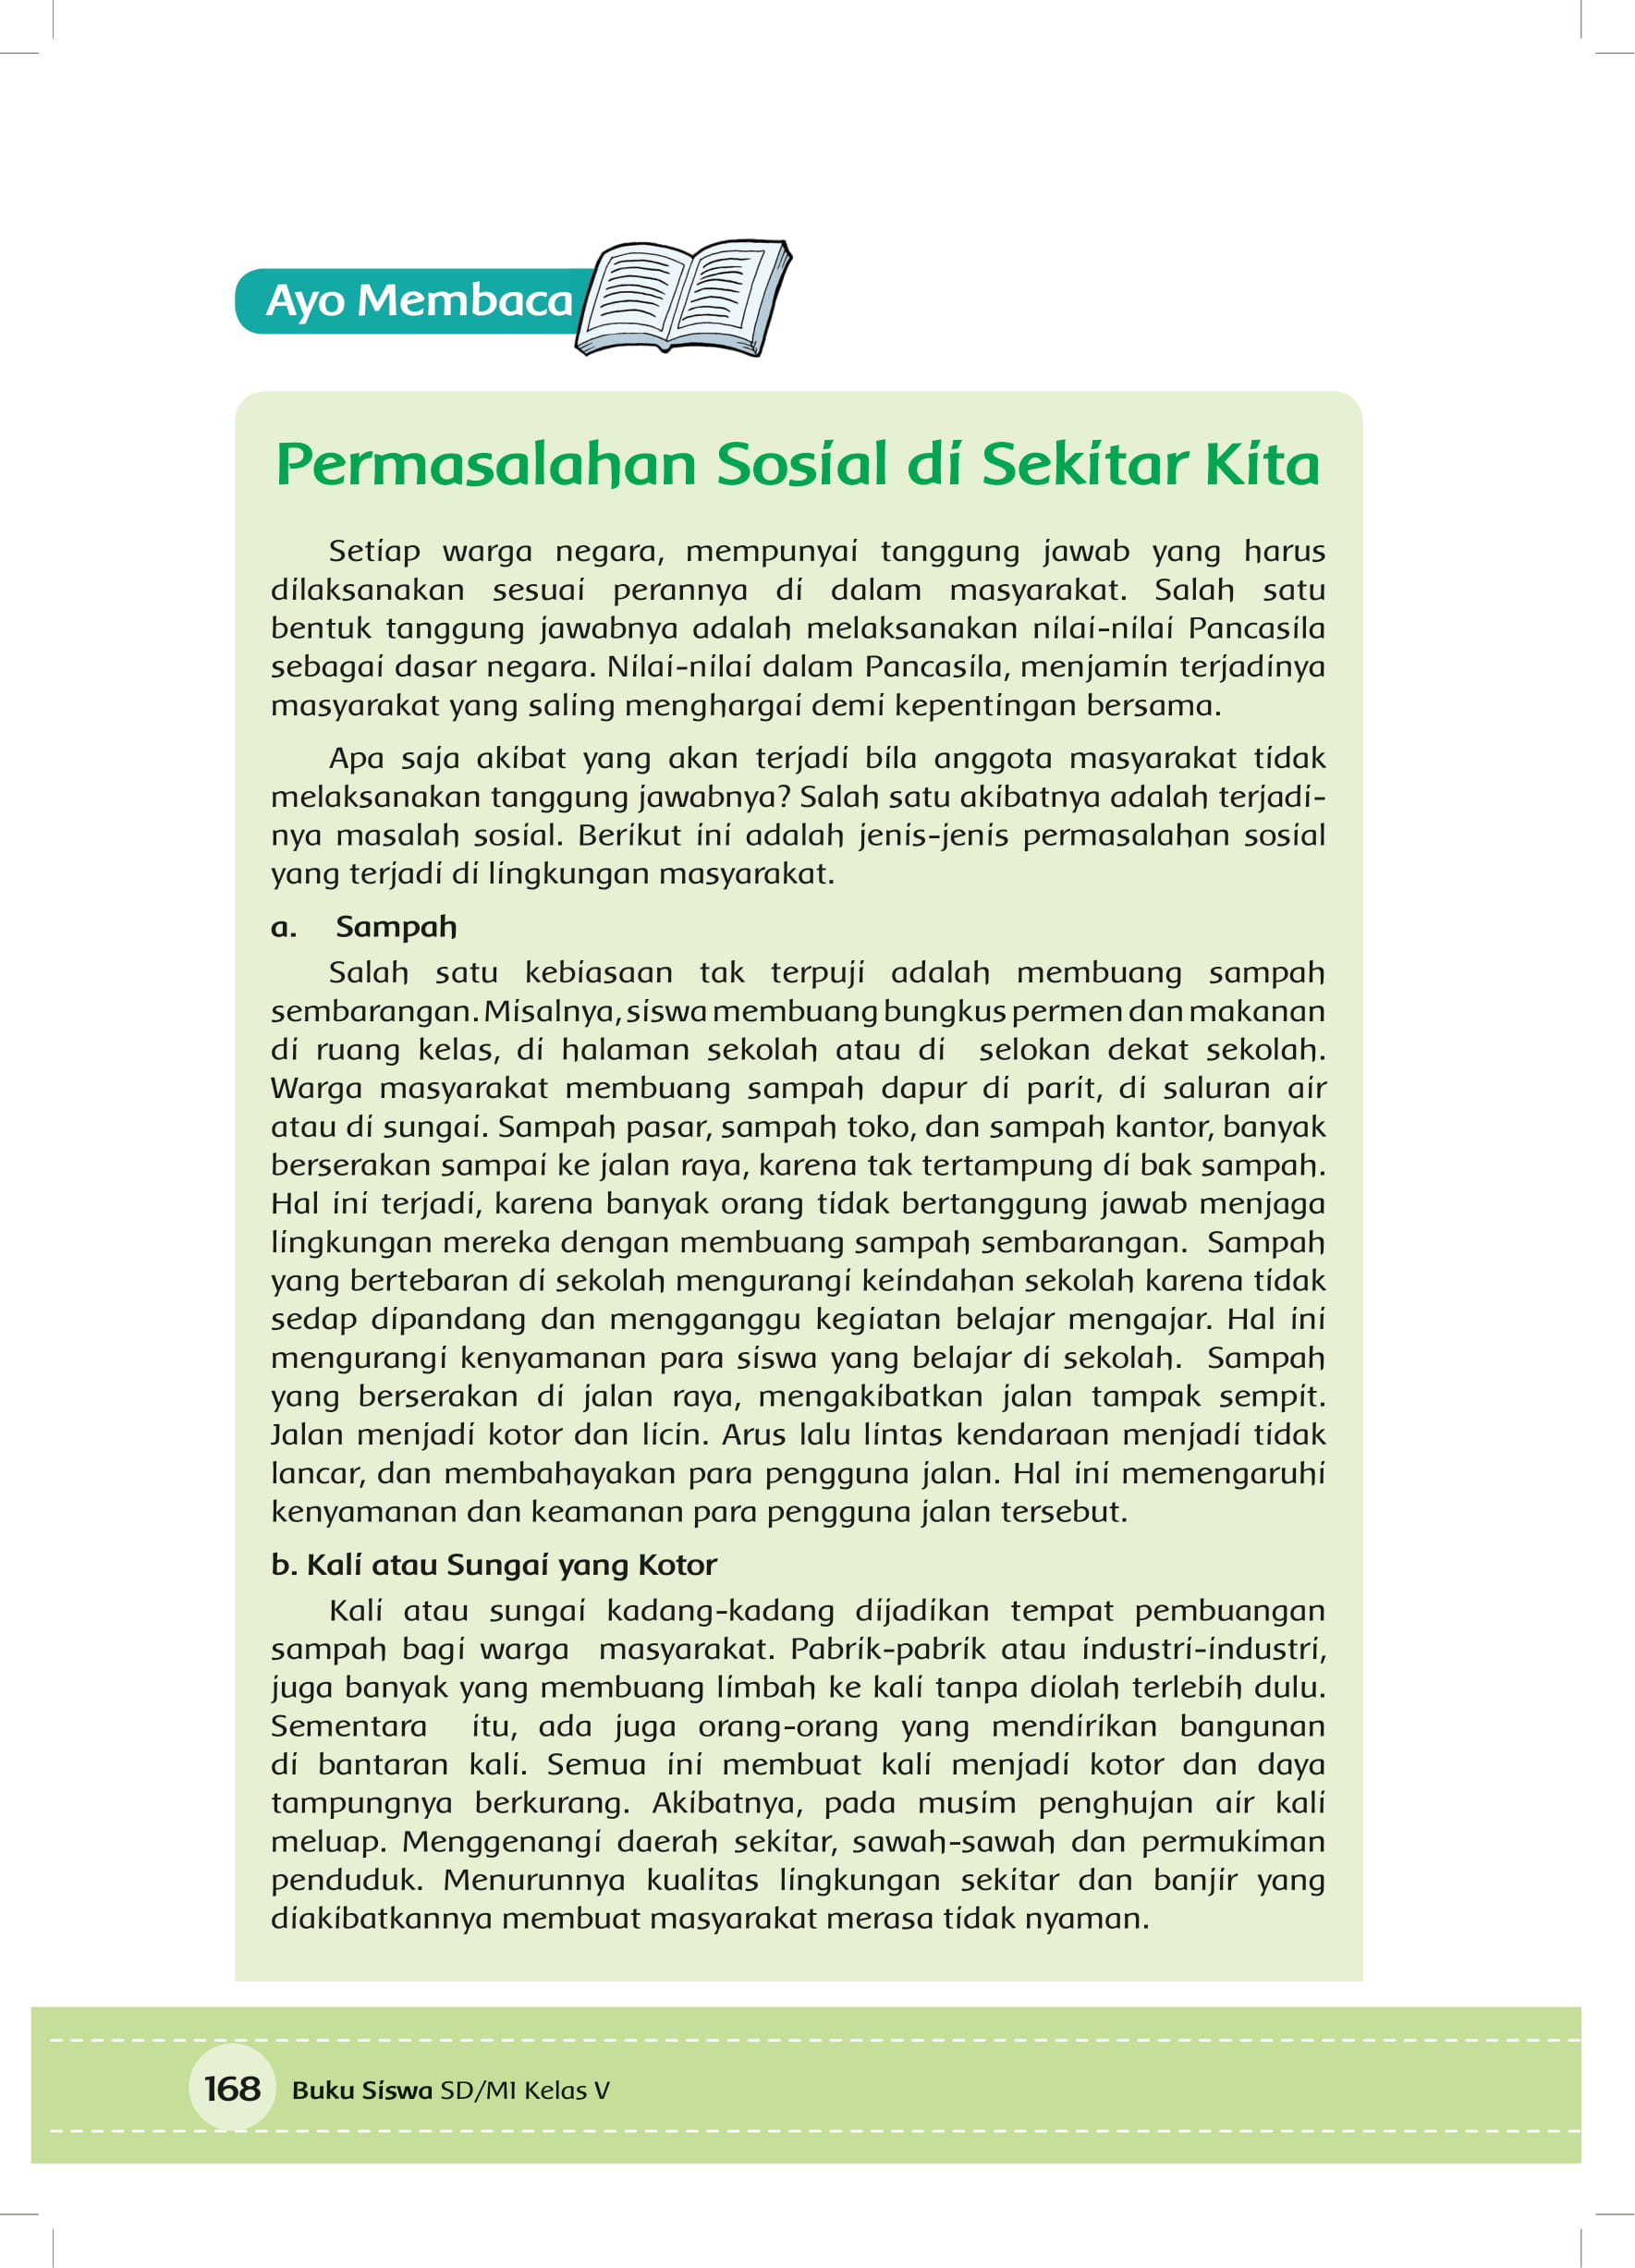 Ayo Membaca
Permasalahan Sosial di Sekitar Kita
Setiap warga negara, mempunyai tanggung jawab yang harus
dilaksanakan sesuai perannya di dalam masyarakat. Salah satu
bentuk tanggung jawabnya adalah melaksanakan nilai-nilai Pancasila
sebagai dasar negara. Nilai-nilai dalam Pancasila, menjamin terjadinya
masyarakat yang saling menghargai demi kepentingan bersama.
Apa saja akibat yang akan terjadi bila anggota masyarakat tidak
melaksanakan tanggung jawabnya? Salah satu akibatnya adalah terjadi-
nya masalah sosial. Berikut ini adalah jenis-jenis permasalahan sosial
yang terjadi di lingkungan masyarakat.
a. Sampah
Salah satu kebiasaan tak terpuji adalah membuang sampah
sembarangan. Misalnya, siswa membuang bungkus permen dan makanan
di ruang kelas, di halaman sekolah atau di selokan dekat sekolah.
Warga masyarakat membuang sampah dapur di parit, di saluran air
atau di sungai. Sampah pasar, sampah toko, dan sampah kantor, banyak
berserakan sampai ke jalan raya, karena tak tertampung di bak sampah.
Hal ini terjadi, karena banyak orang tidak bertanggung jawab menjaga
lingkungan mereka dengan membuang sampah sembarangan. Sampah
yang bertebaran di sekolah mengurangi keindahan sekolah karena tidak
sedap dipandang dan mengganggu kegiatan belajar mengajar. Hal ini
mengurangi kenyamanan para siswa yang belajar di sekolah. Sampah
yang berserakan di jalan raya, mengakibatkan jalan tampak sempit.
Jalan menjadi kotor dan licin. Arus lalu lintas kendaraan menjadi tidak
lancar, dan membahayakan para pengguna jalan. Hal ini memengaruhi
kenyamanan dan keamanan para pengguna jalan tersebut.
b. Kali atau Sungai yang Kotor
Kali atau sungai kadang-kadang dijadikan tempat pembuangan
sampah bagi warga masyarakat. Pabrik-pabrik atau industri-industri,
juga banyak yang membuang limbah ke kali tanpa diolah terlebih dulu.
Sementara itu, ada juga orang-orang yang mendirikan bangunan
di bantaran kali. Semua ini membuat kali menjadi kotor dan daya
tampungnya berkurang. Akibatnya, pada musim penghujan air kali
meluap. Menggenangi daerah sekitar, sawah-sawah dan permukiman
penduduk. Menurunnya kualitas lingkungan sekitar dan banjir yang
diakibatkannya membuat masyarakat merasa tidak nyaman.
168 Buku Siswa SD/MI Kelas V